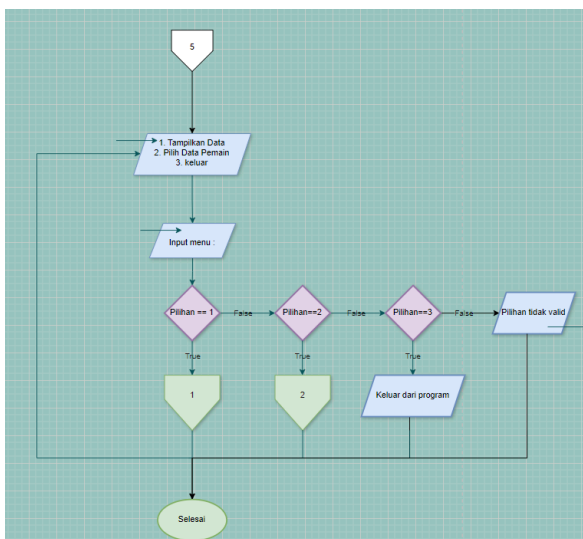 5
1. Tampilkan Data
2. Pilih Data Pemain
3. keluar
Input menu :
Pilihan == 1
False
Pilihan==2
False
Pilihan==3
False
Pilihan tidak valid
True
True
True
1
2
Keluar dari program
Selesai